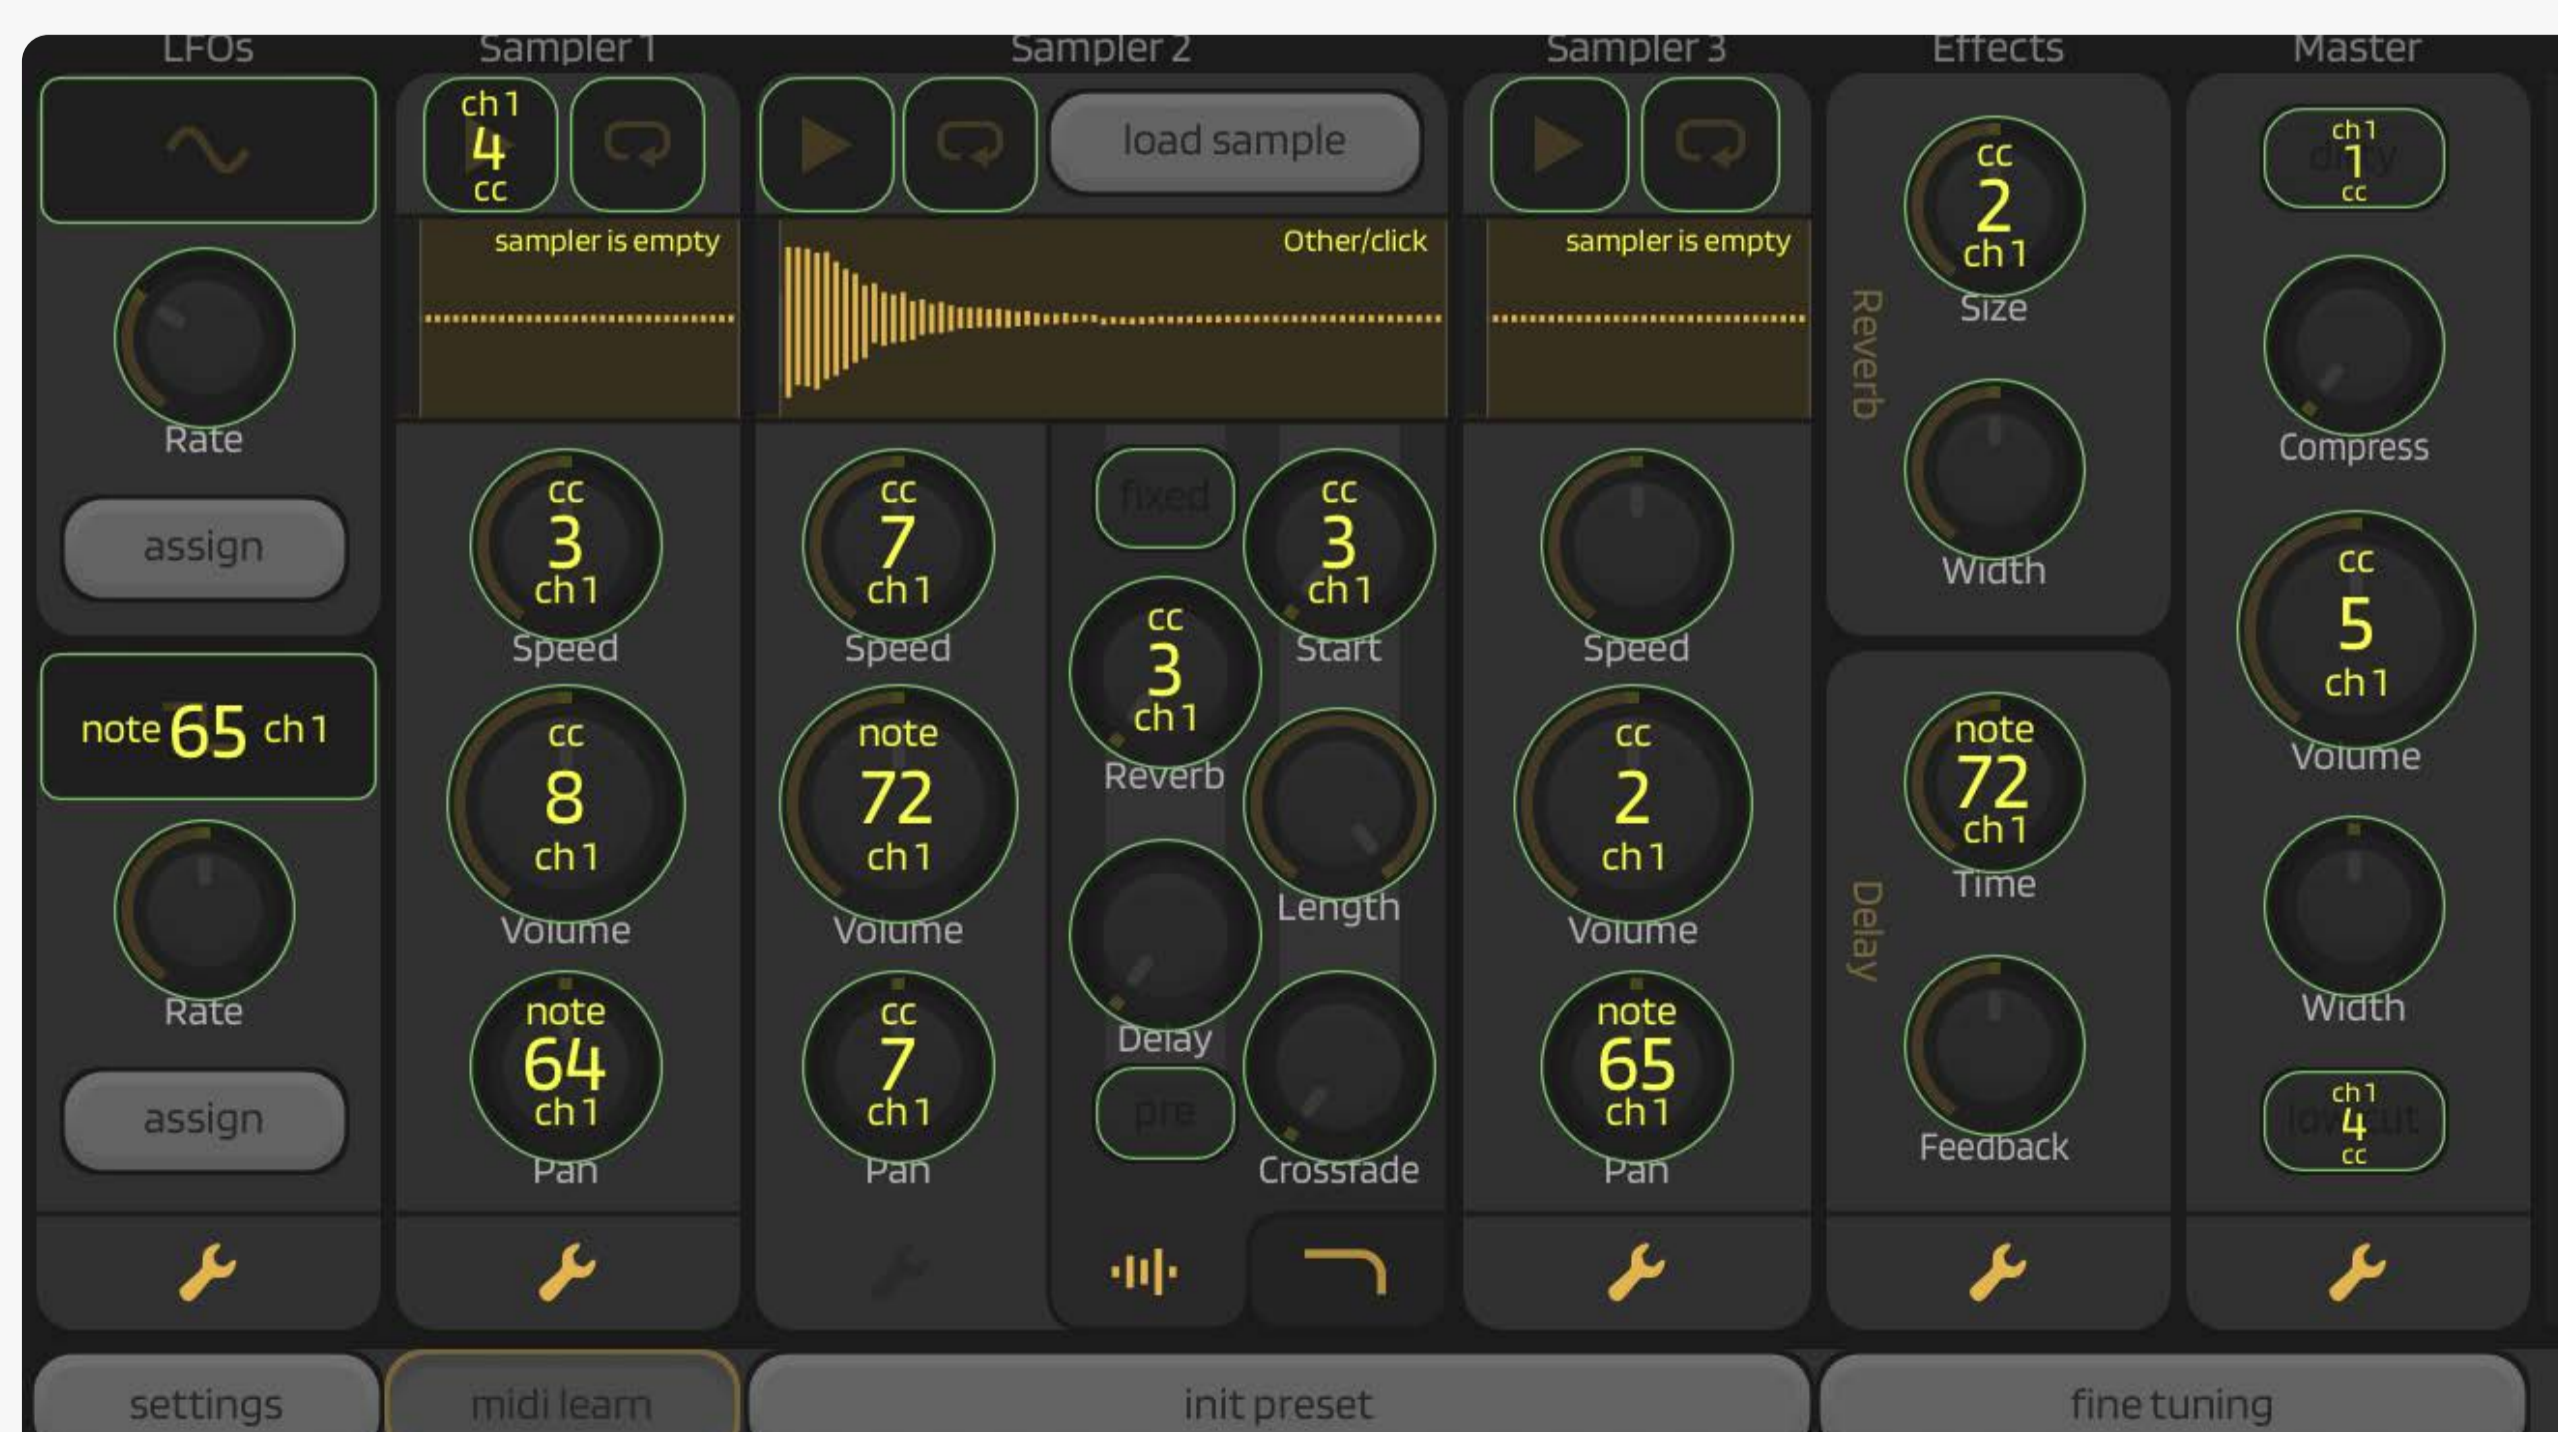 LFOs
Rate
assign
note 65 ch 1
Rate
assign
Sampler 1
ch 1
4
cc
sampler is empty
cc
3
ch 1
Speed
cc
8
ch 1
Volume
note
64
ch 1
Pan
Sampler 2
load sample
Other/click
cc
7
ch 1
Speed
note
72
ch 1
Volume
cc
7
ch 1
Pan
fixed
cc
3
ch 1
Reverb
Delay
pre
cc
3
ch 1
Start
Length
Crossfade
Sampler 3
sampler is empty
Speed
cc
2
ch 1
Volume
note
65
ch 1
Pan
Effects
Reverb
cc
2
ch 1
Size
Width
Delay
note
72
ch 1
Time
Feedback
Master
ch 1
1
cc
Compress
cc
5
ch 1
Volume
Width
ch 1
4
cc
settings
midi learn
init preset
fine tuning